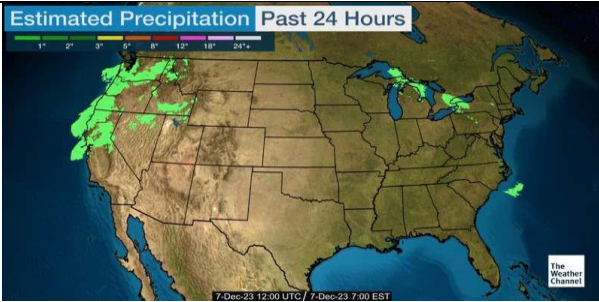 Estimated Precipitation Past 24 Hours
1" 2" 3" 5" 8" 12" 18" 24"+
The
Weather
Channel
7-Dec-23 12:00 UTC / 7-Dec-23 7:00 EST